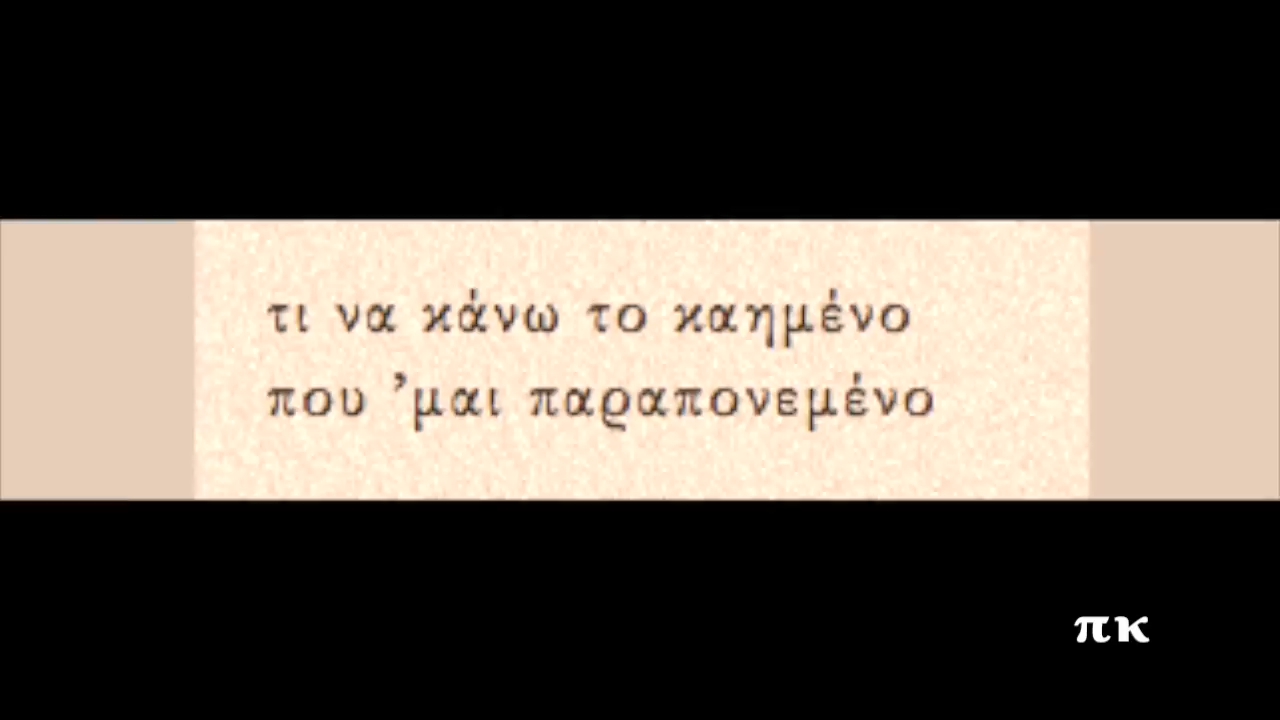 τι να κάνω το καημένο
που ’μαι παραπονεμένο
πκ